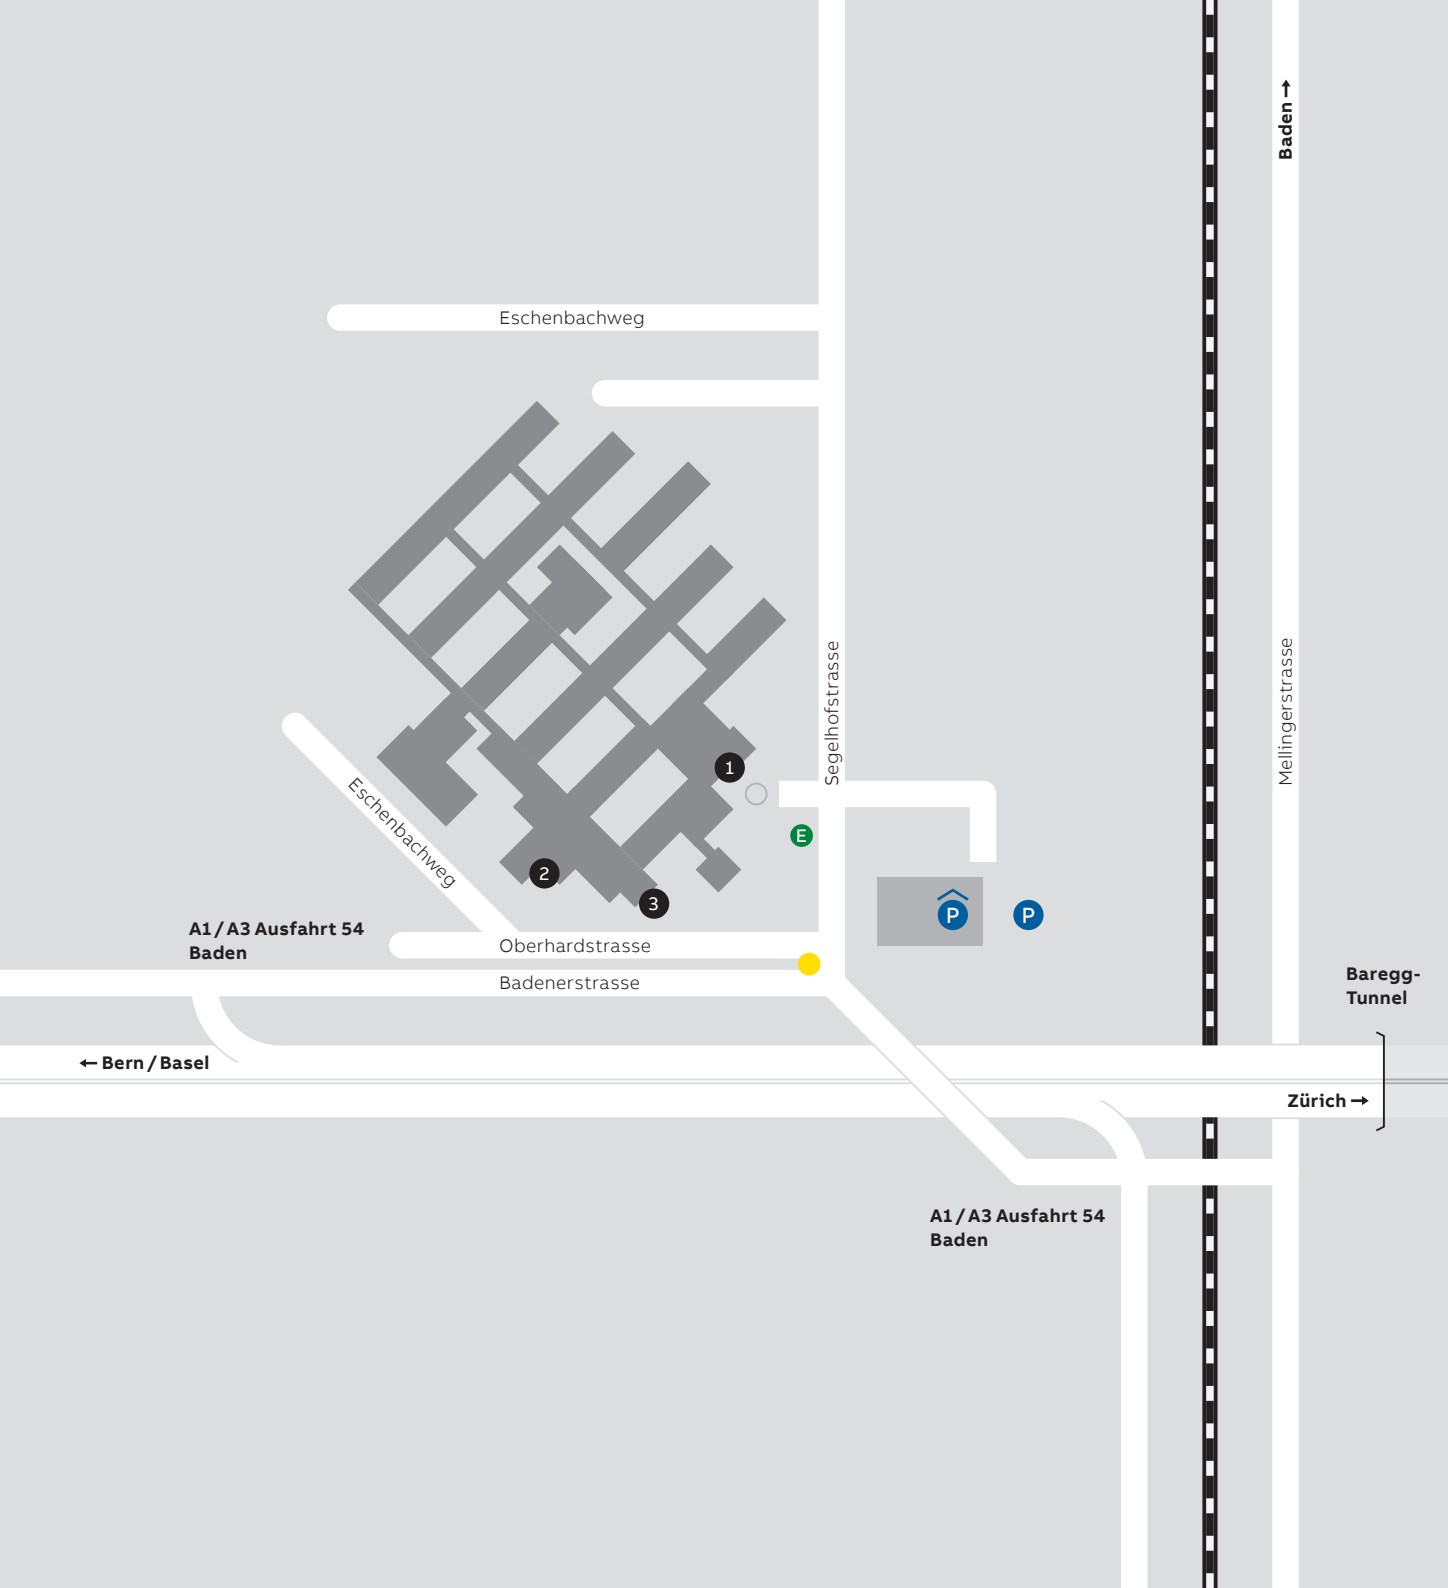 Baden →
Eschenbachweg
Segelhofstrasse
Mellingerstrasse
1
Eschenbachweg
E
2
3
P
P
A1/A3 Ausfahrt 54
Baden
Oberhardstrasse
Badenerstrasse
Baregg-
Tunnel
← Bern/Basel
Zürich →
A1/A3 Ausfahrt 54
Baden